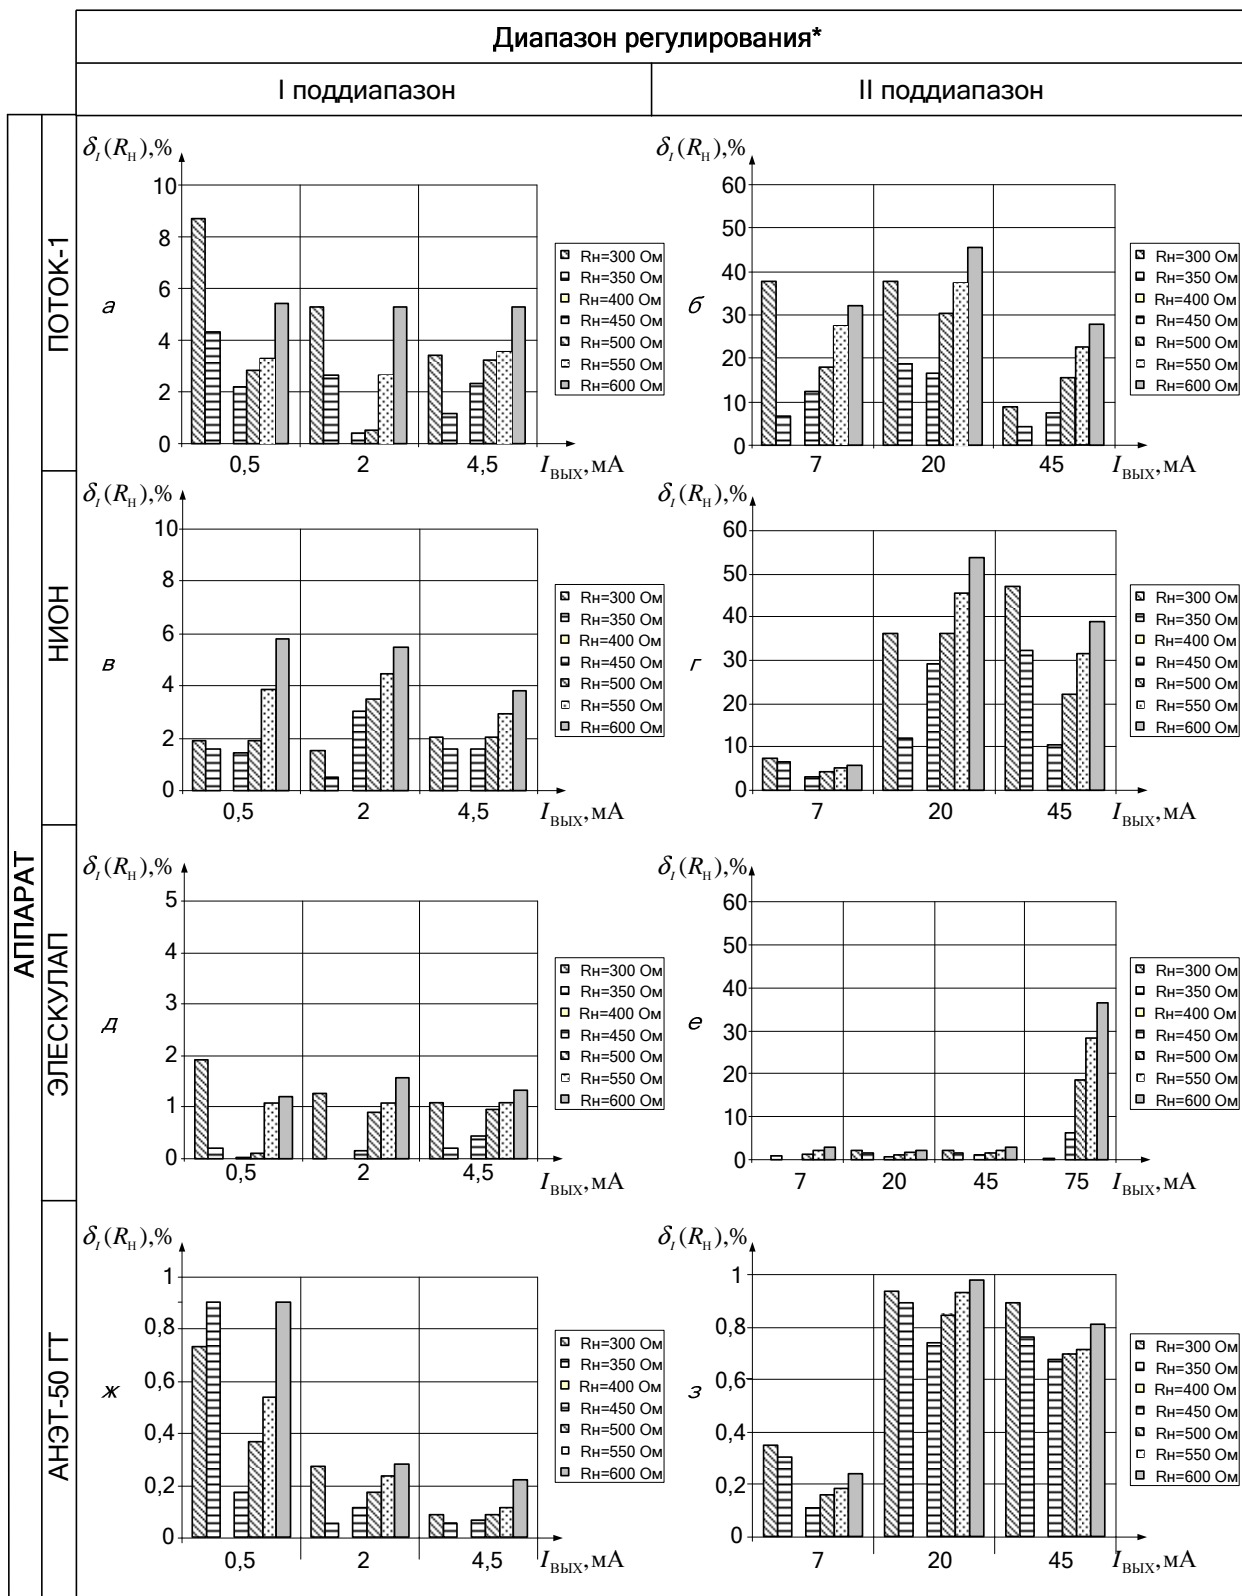 Диапазон регулирования*
I поддиапазон
II поддиапазон
АППАРАТ
ПОТОК-1
δI(RН),%
10
8
6
4
2
0
а
0,5
2
4,5
IВЫХ,мА
Rн=300 Ом
Rн=350 Ом
Rн=400 Ом
Rн=450 Ом
Rн=500 Ом
Rн=550 Ом
Rн=600 Ом
δI(RН),%
60
50
40
30
20
10
0
б
7
20
45
IВЫХ,мА
Rн=300 Ом
Rн=350 Ом
Rн=400 Ом
Rн=450 Ом
Rн=500 Ом
Rн=550 Ом
Rн=600 Ом
НИОН
δI(RН),%
10
8
6
4
2
0
в
0,5
2
4,5
IВЫХ,мА
Rн=300 Ом
Rн=350 Ом
Rн=400 Ом
Rн=450 Ом
Rн=500 Ом
Rн=550 Ом
Rн=600 Ом
δI(RН),%
60
50
40
30
20
10
0
г
7
20
45
IВЫХ,мА
Rн=300 Ом
Rн=350 Ом
Rн=400 Ом
Rн=450 Ом
Rн=500 Ом
Rн=550 Ом
Rн=600 Ом
ЭЛЕСКУЛАП
δI(RН),%
5
4
3
2
1
0
д
0,5
2
4,5
IВЫХ,мА
Rн=300 Ом
Rн=350 Ом
Rн=400 Ом
Rн=450 Ом
Rн=500 Ом
Rн=550 Ом
Rн=600 Ом
δI(RН),%
60
50
40
30
20
10
0
е
7
20
45
75
IВЫХ,мА
Rн=300 Ом
Rн=350 Ом
Rн=400 Ом
Rн=450 Ом
Rн=500 Ом
Rн=550 Ом
Rн=600 Ом
АНЭТ-50 ГТ
δI(RН),%
1
0,8
0,6
0,4
0,2
0
ж
0,5
2
4,5
IВЫХ,мА
Rн=300 Ом
Rн=350 Ом
Rн=400 Ом
Rн=450 Ом
Rн=500 Ом
Rн=550 Ом
Rн=600 Ом
δI(RН),%
1
0,8
0,6
0,4
0,2
0
з
7
20
45
IВЫХ,мА
Rн=300 Ом
Rн=350 Ом
Rн=400 Ом
Rн=450 Ом
Rн=500 Ом
Rн=550 Ом
Rн=600 Ом